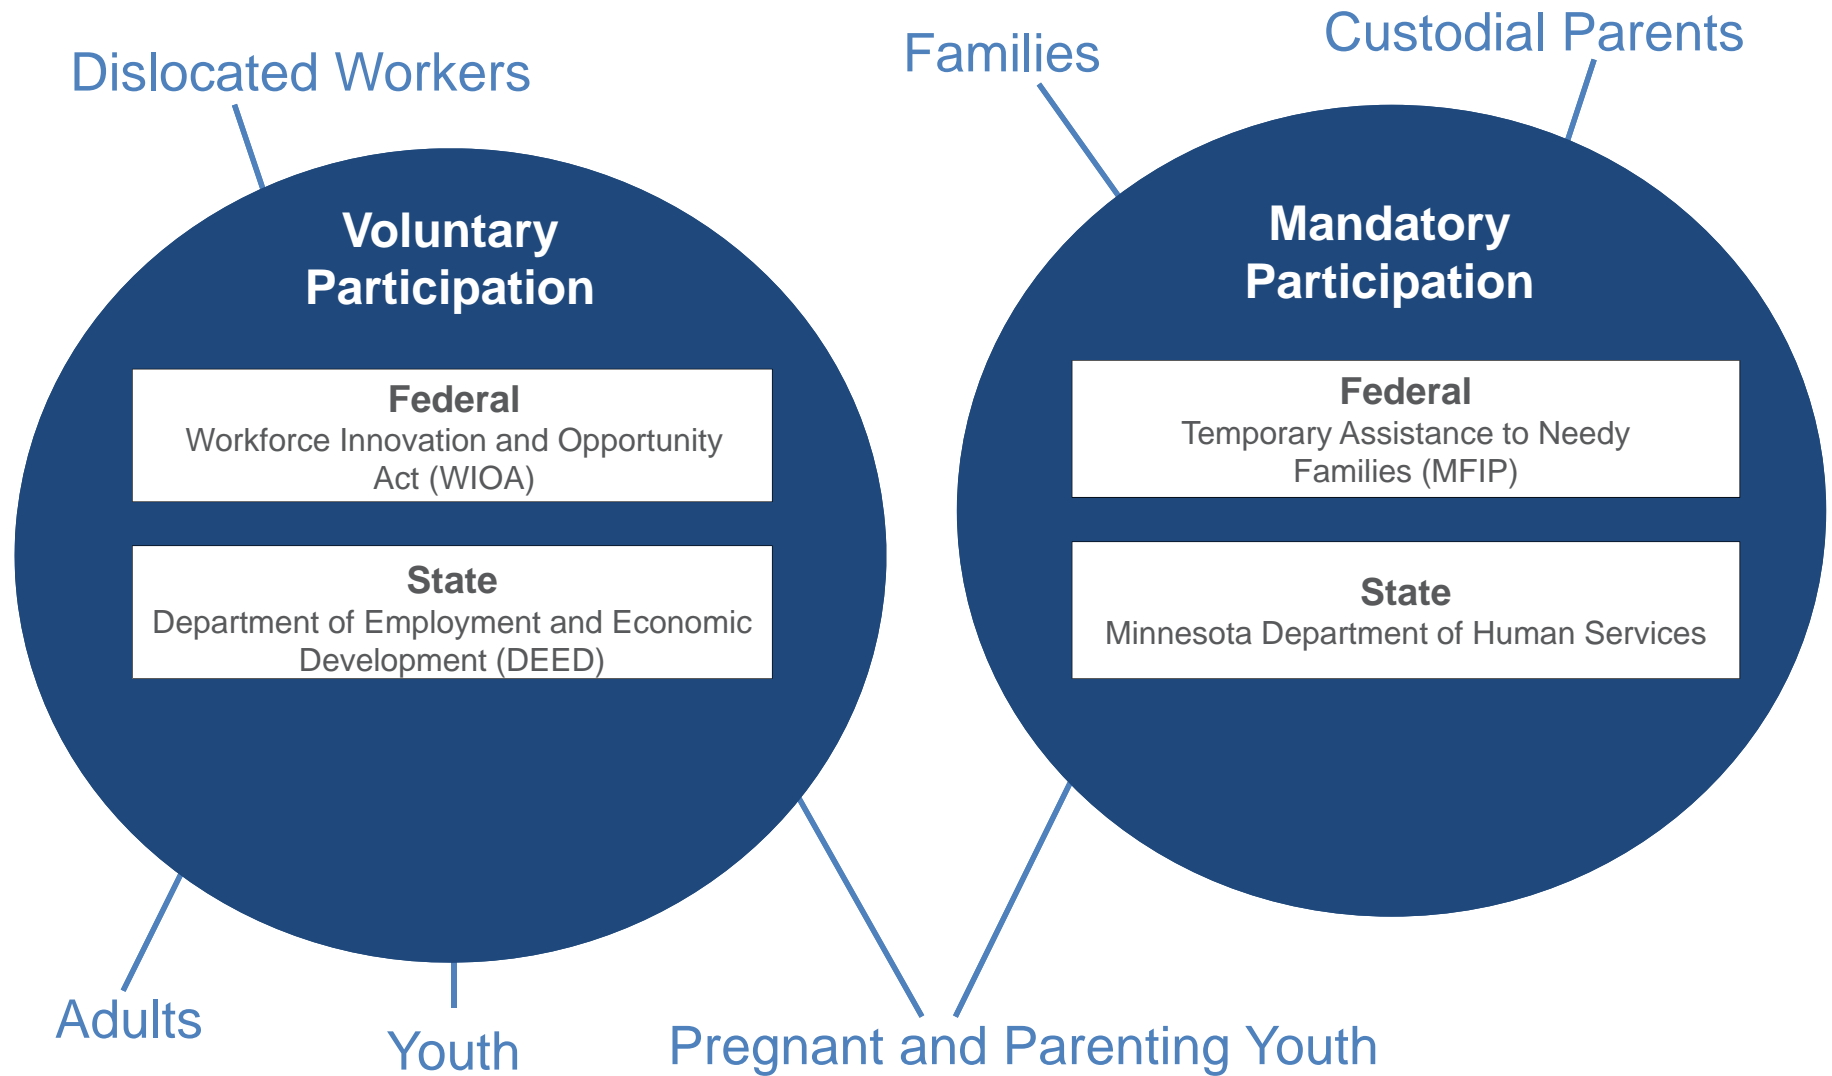 Dislocated Workers
Families
Custodial Parents
Voluntary
Participation
Federal
Workforce Innovation and Opportunity
Act (WIOA)
State
Department of Employment and Economic
Development (DEED)
Mandatory
Participation
Federal
Temporary Assistance to Needy
Families (MFIP)
State
Minnesota Department of Human Services
Adults
Youth
Pregnant and Parenting Youth